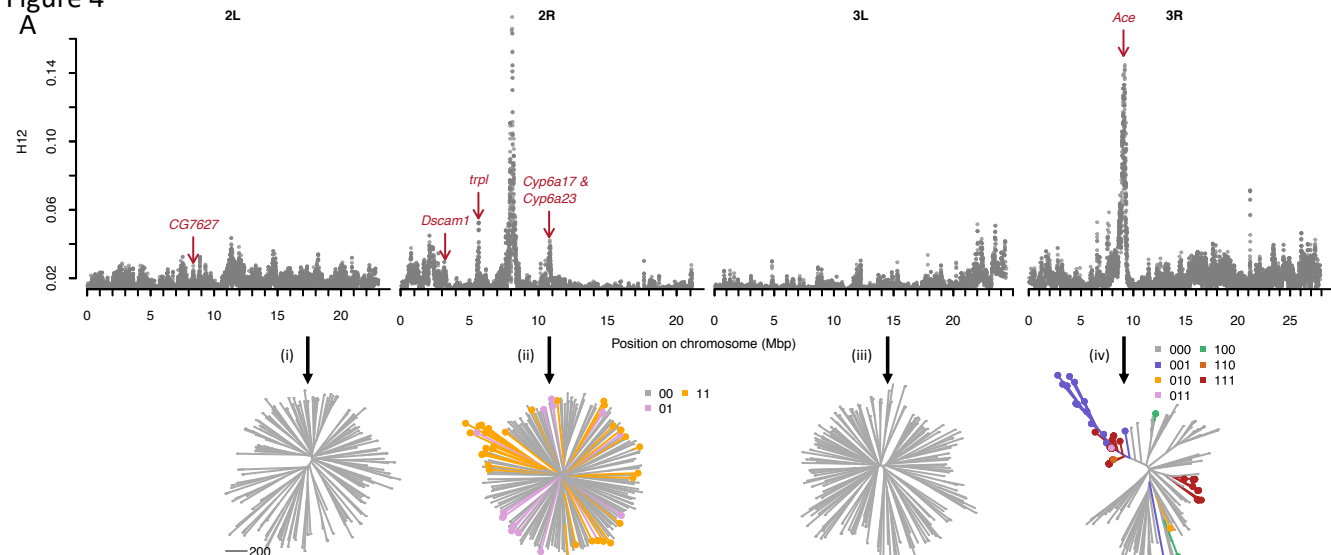 Figure 4
A
2L
2R
3L
3R
H12
0.14
0.10
0.06
0.02
CG7627
Dscam1
trpl
Cyp6a17 &
Cyp6a23
Ace
0 5 10 15 20
0 5 10 15 20
0 5 10 15 20
0 5 10 15 20 25
Position on chromosome (Mbp)
(i)
(ii)
(iii)
(iv)
00 11
01
000 100
001 110
010 111
011
200